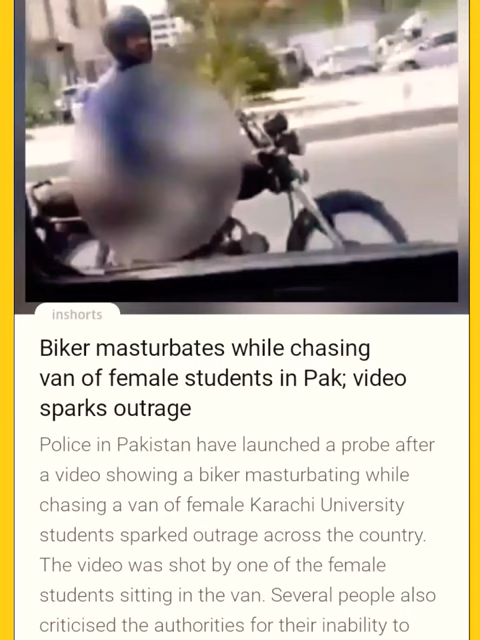 inshorts
Biker masturbates while chasing
van of female students in Pak; video
sparks outrage
Police in Pakistan have launched a probe after
a video showing a biker masturbating while
chasing a van of female Karachi University
students sparked outrage across the country.
The video was shot by one of the female
students sitting in the van. Several people also
criticised the authorities for their inability to